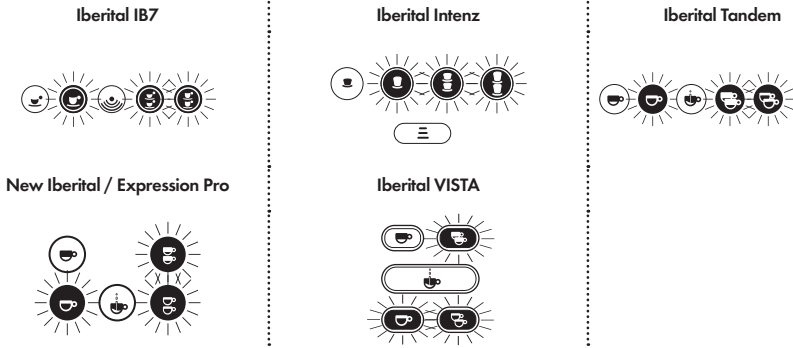 Iberital IB7
Iberital Intenz
Iberital Tandem
New Iberital / Expression Pro
Iberital VISTA